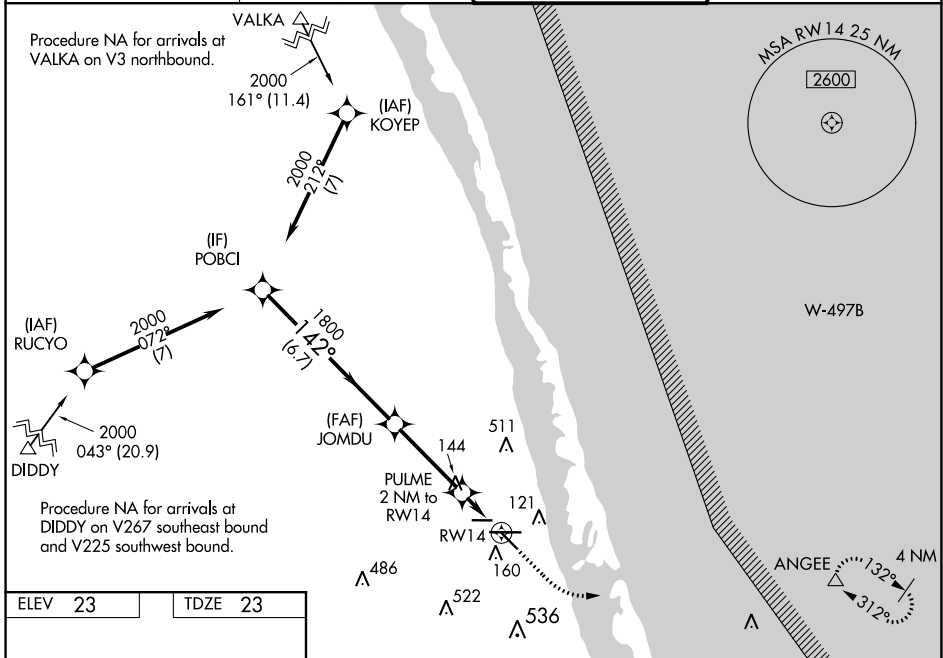 VALKA
Procedure NA for arrivals at
VALKA on V3 northbound.
2000
161° (11.4)
(IAF)
KOYEP
MSA RW14 25 NM
2600
2000
212°
(7)
(IF)
POBCI
W-497B
(IAF)
RUCYO
2000
072°
(7)
1800
142°
(6.7)
2000
043° (20.9)
DIDDY
(FAF)
JOMDU
511
144
PULME
2 NM to
RW14
121
RW14
160
Procedure NA for arrivals at
DIDDY on V267 southeast bound
and V225 southwest bound.
486
522
536
ANGEE
4 NM
132°
312°
ELEV 23
TDZE 23